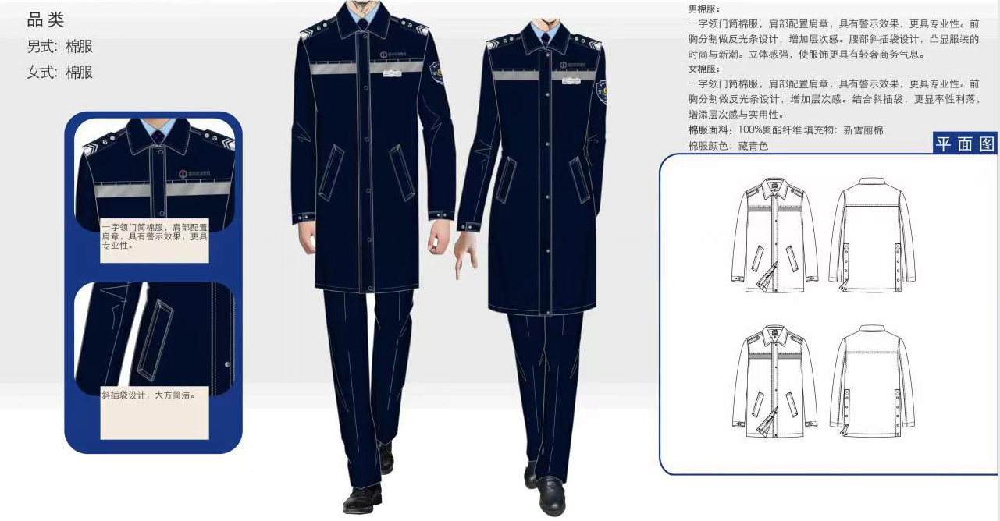 品类
男式：棉服
女式：棉服
一字领门筒棉服，肩部配置
肩章，具有警示效果，更具
专业性。
斜插袋设计，大方简洁。
男棉服：
一字领门筒棉服，肩部配置肩章，具有警示效果，更具专业性。前
胸分割做反光条设计，增加层次感。腰部斜插袋设计，凸显服装的
时尚与新潮。立体感强，使服饰更具有轻奢商务气息。
女棉服：
一字领门筒棉服，肩部配置肩章，具有警示效果，更具专业性。前
胸分割做反光条设计，增加层次感。结合斜插袋，更显率性利落，
增添层次感与实用性。
棉服面料：100%聚酯纤维 填充物：新雪丽棉
棉服颜色：藏青色
平面图